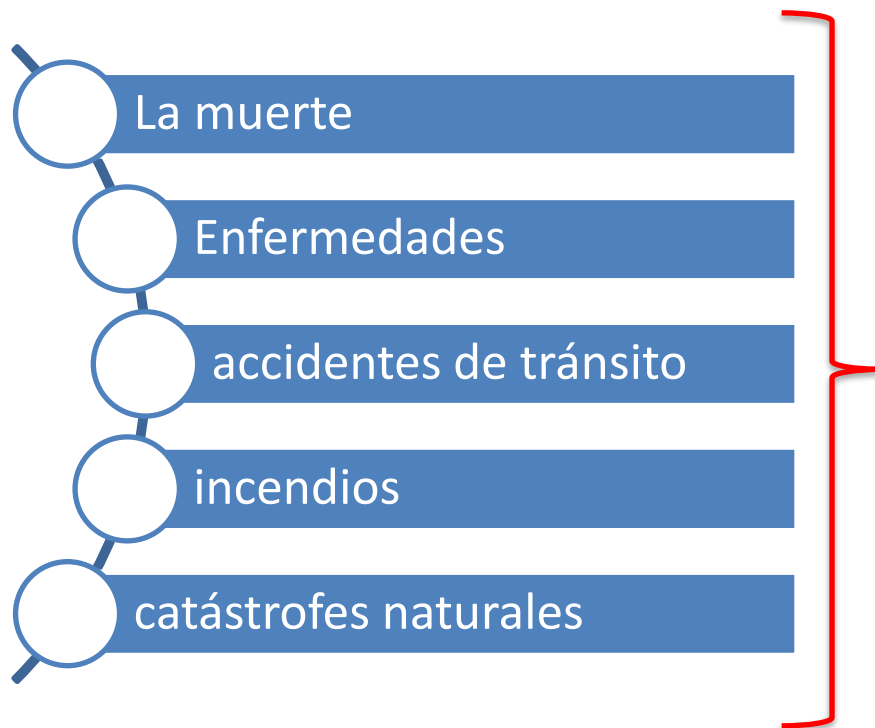 La muerte
Enfermedades
accidentes de tránsito
incendios
catástrofes naturales